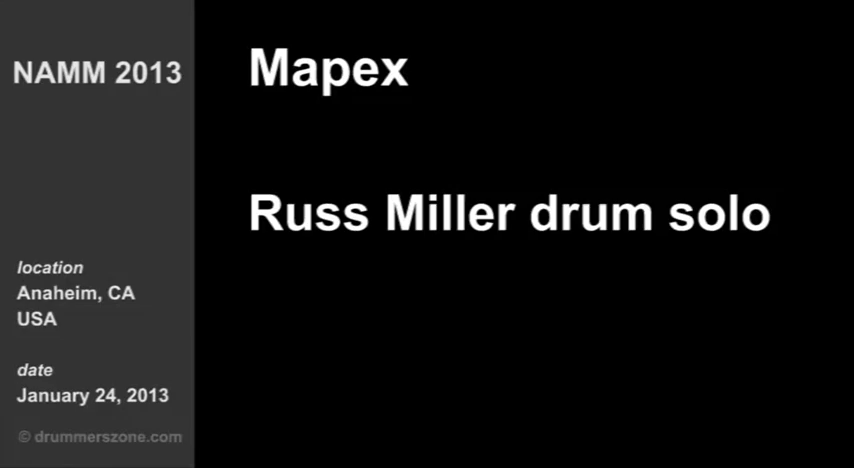 NAMM 2013
Mapex
Russ Miller drum solo
location
Anaheim, CA
USA
date
January 24, 2013
© drummerszone.com